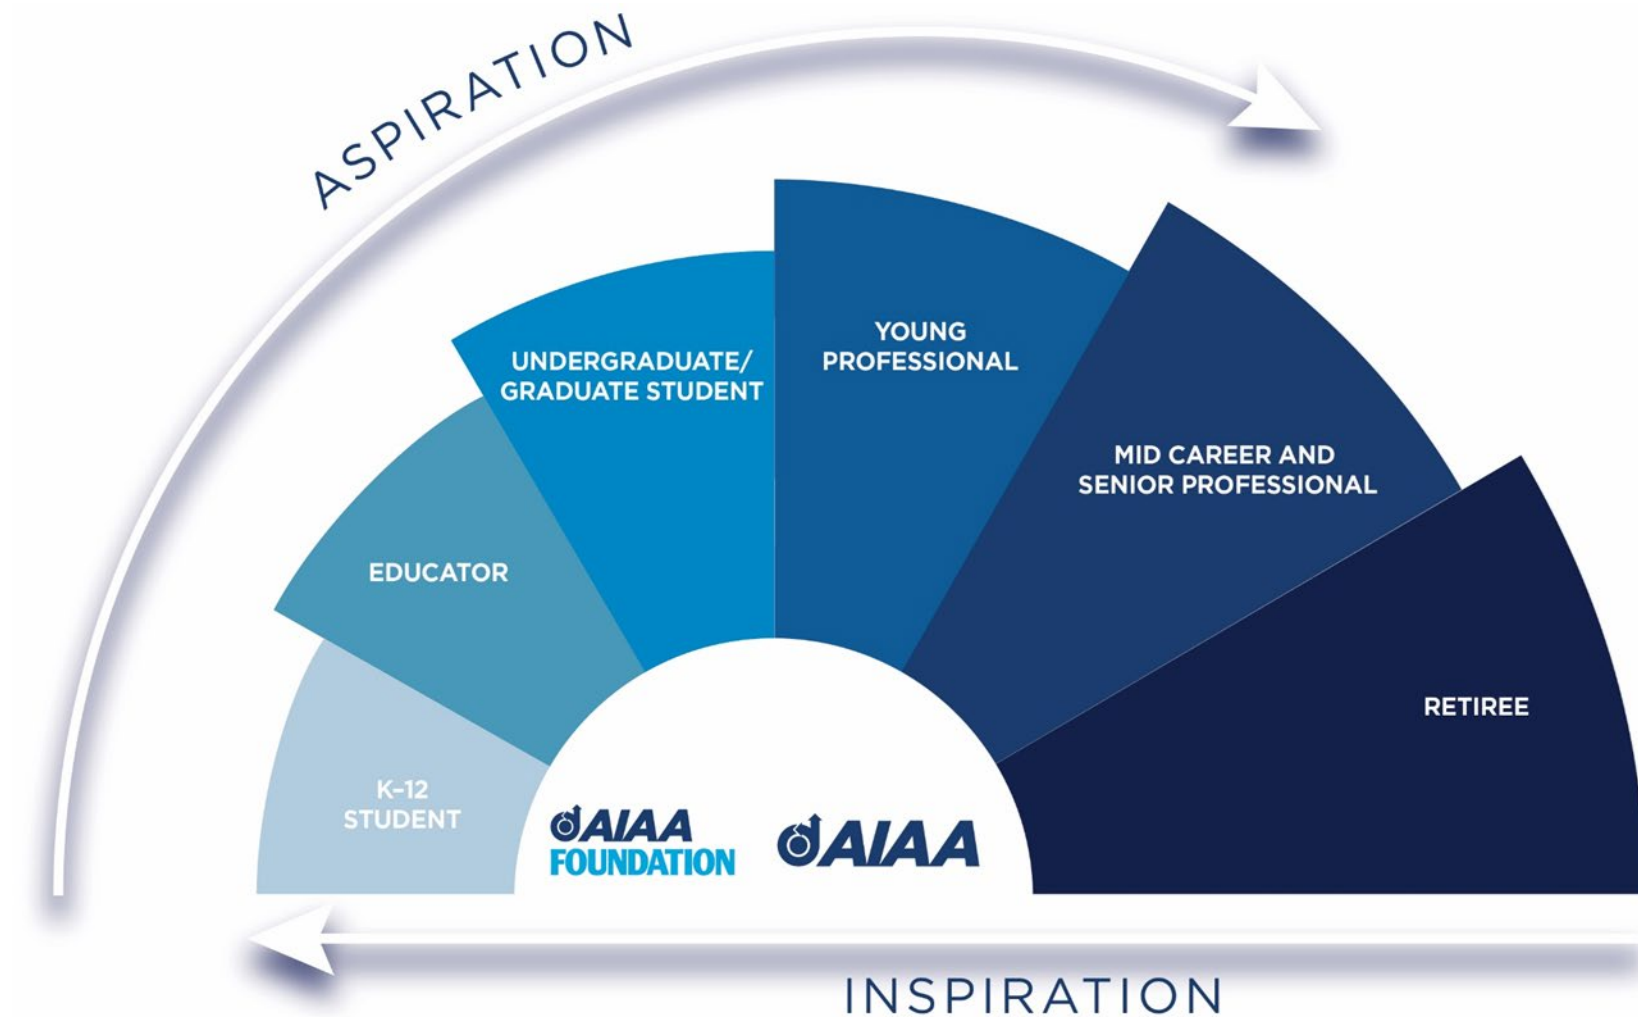 ASPIRATION
YOUNG
PROFESSIONAL
UNDERGRADUATE/
GRADUATE STUDENT
MID CAREER AND
SENIOR PROFESSIONAL
EDUCATOR
RETIREE
K–12
STUDENT
AIAA
FOUNDATION
AIAA
INSPIRATION